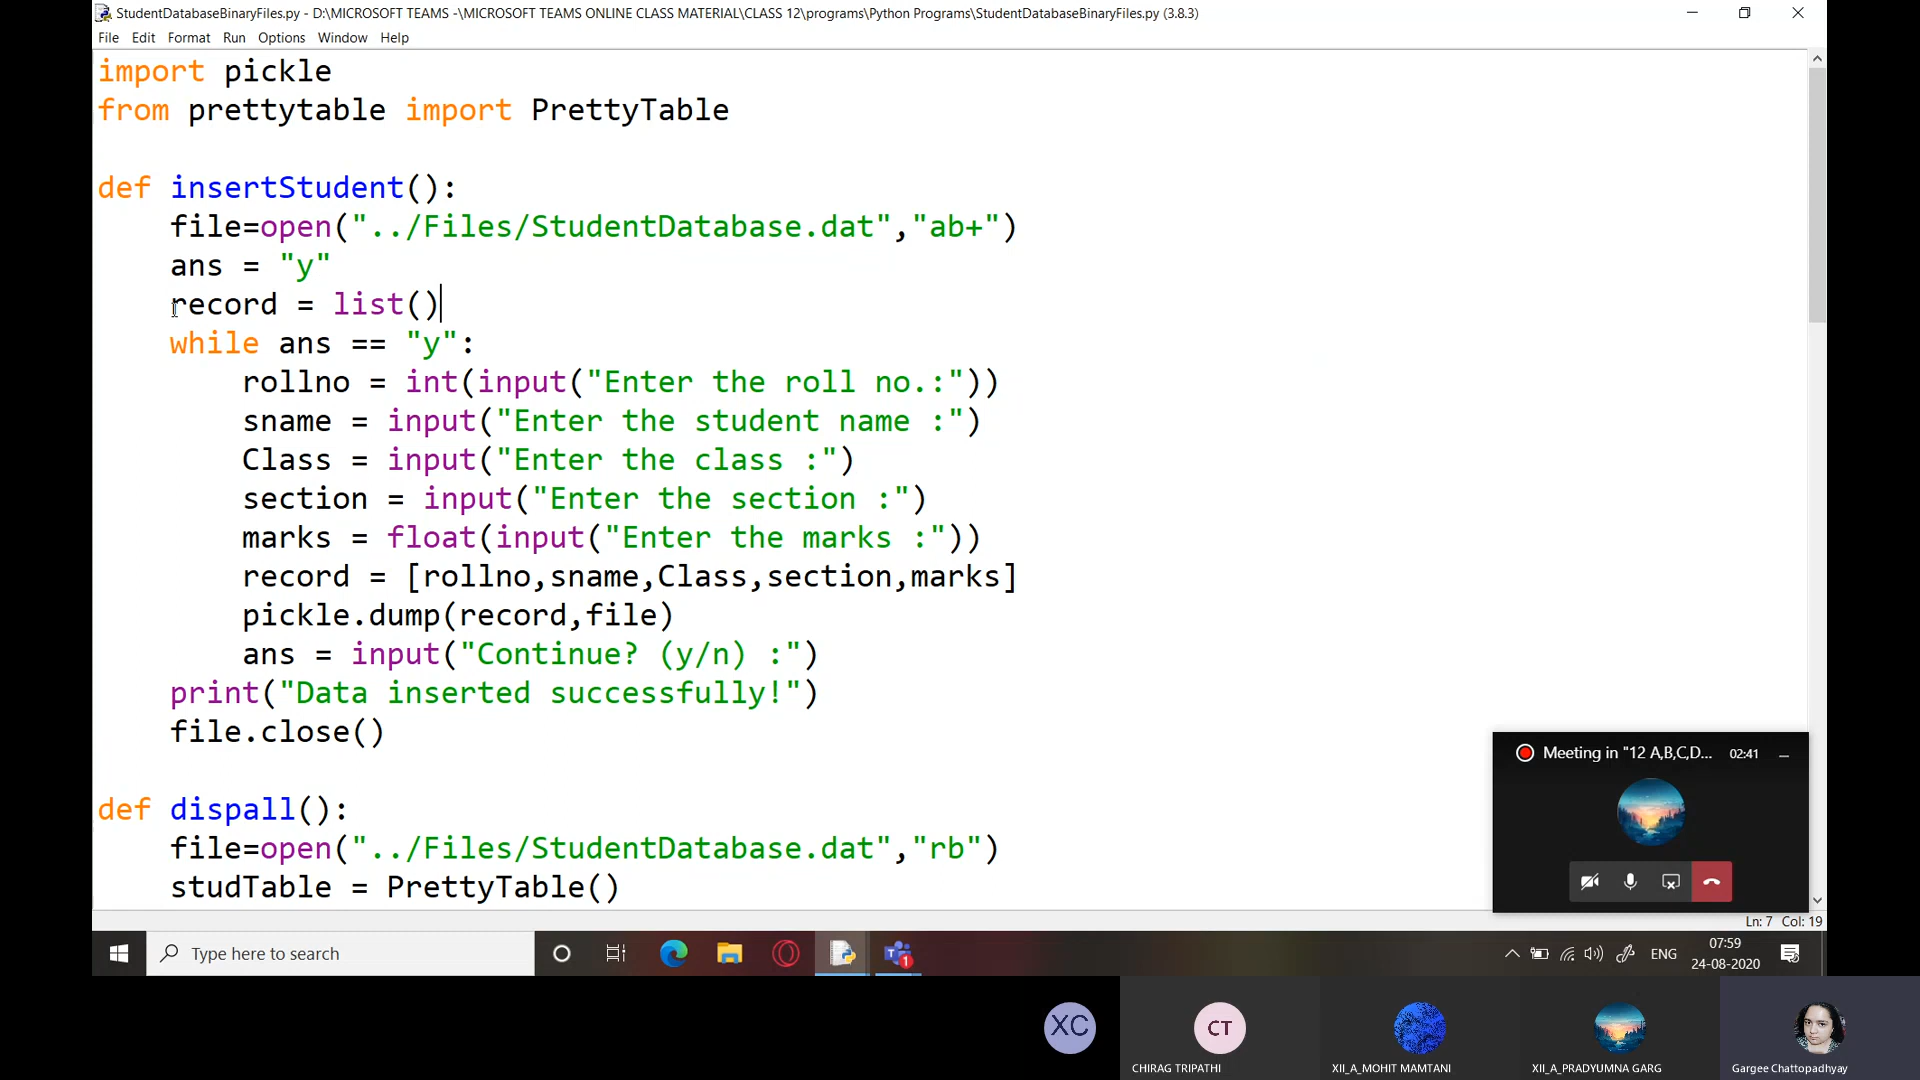 StudentDatabaseBinaryFiles.py - D:\MICROSOFT TEAMS -\MICROSOFT TEAMS ONLINE CLASS MATERIAL\CLASS 12\programs\Python Programs\StudentDatabaseBinaryFiles.py (3.8.3)
File Edit Format Run Options Window Help
import pickle
from prettytable import PrettyTable
def insertStudent():
    file=open("../Files/StudentDatabase.dat","ab+")
    ans = "y"
    record = list()
    while ans == "y":
        rollno = int(input("Enter the roll no.:"))
        sname = input("Enter the student name :")
        Class = input("Enter the class :")
        section = input("Enter the section :")
        marks = float(input("Enter the marks :"))
        record = [rollno,sname,Class,section,marks]
        pickle.dump(record,file)
        ans = input("Continue? (y/n) :")
    print("Data inserted successfully!")
    file.close()
def dispall():
    file=open("../Files/StudentDatabase.dat","rb")
    studTable = PrettyTable()
Meeting in "12 A,B,C,D... 02:41
Ln: 7 Col: 19
Type here to search
T 1
ENG
07:59
24-08-2020
XC
CT
CHIRAG TRIPATHI
XII_A_MOHIT MAMTANI
XII_A_PRADYUMNA GARG
Gargee Chattopadhyay